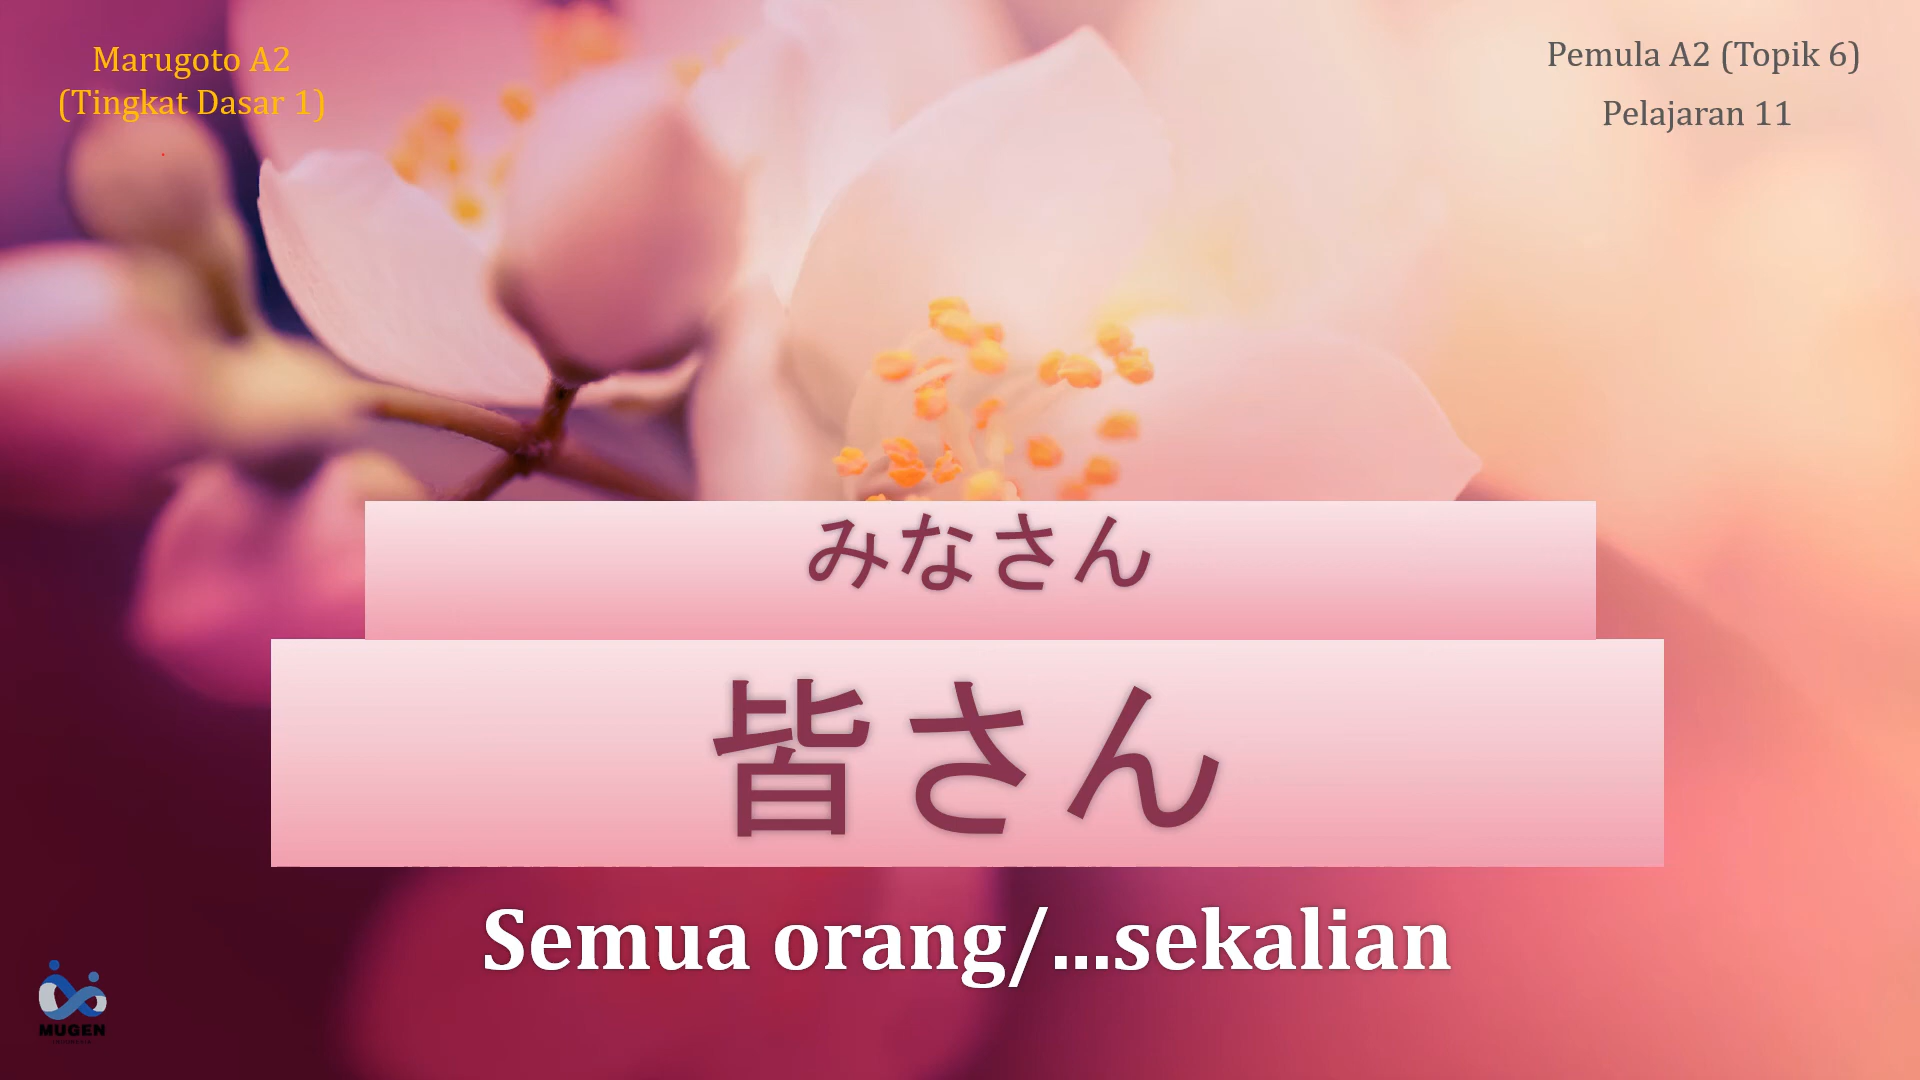 Marugoto A2
(Tingkat Dasar 1)
Pemula A2 (Topik 6)
Pelajaran 11
みなさん
皆さん
Semua orang/...sekalian
MUGEN